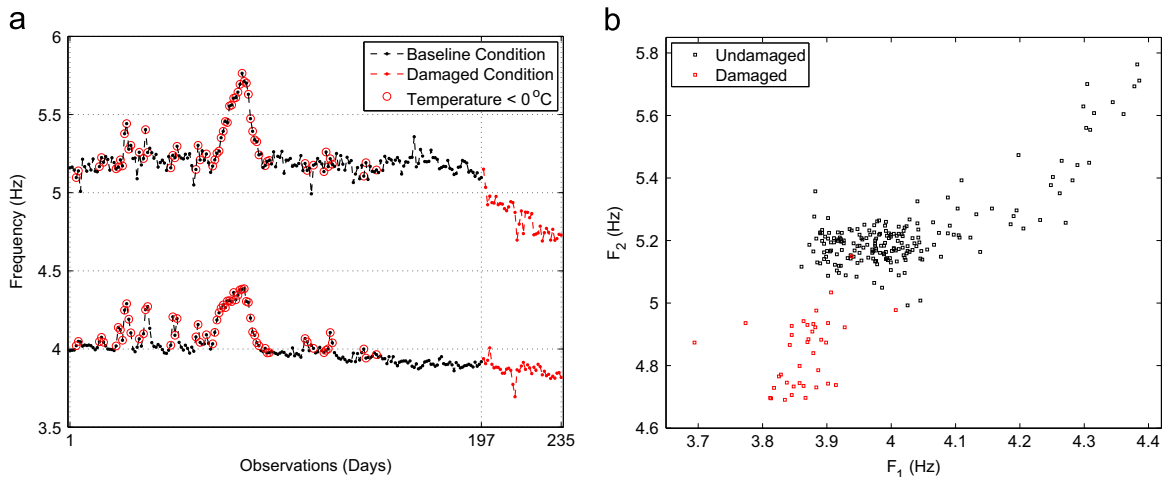 a
6
5.5
5
4.5
4
3.5
Frequency (Hz)
1
197
235
Observations (Days)
Baseline Condition
Damaged Condition
Temperature < 0°C
b
5.8
5.6
5.4
5.2
5
4.8
4.6
F₂ (Hz)
3.7
3.8
3.9
4
4.1
4.2
4.3
4.4
F₁ (Hz)
Undamaged
Damaged